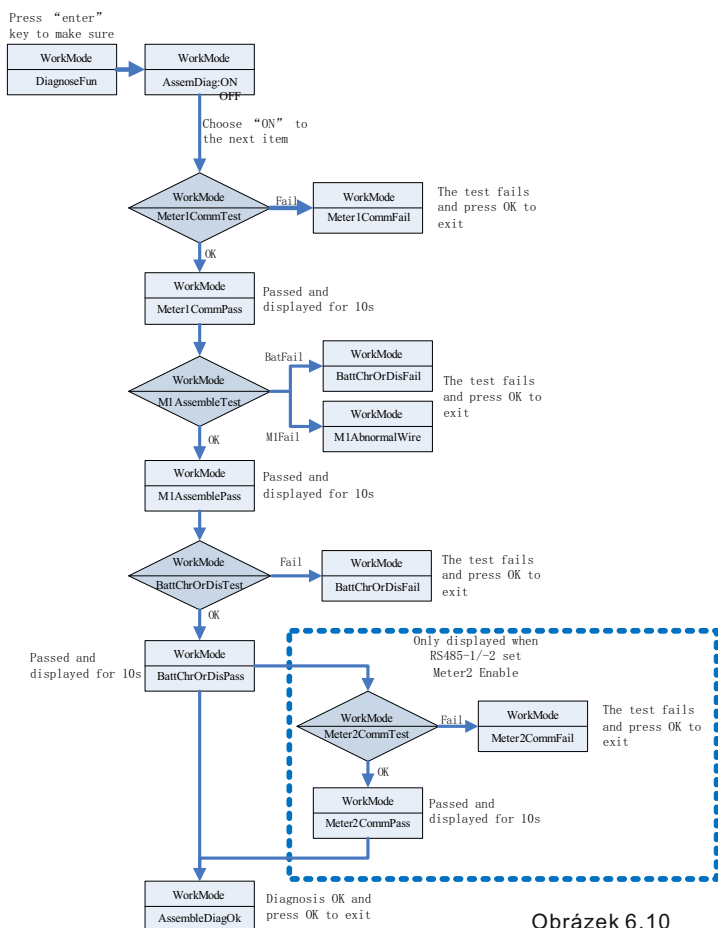 Press “enter”
key to make sure
WorkMode
DiagnoseFun
WorkMode
AssemDiag:ON
OFF
Choose “ON” to
the next item
WorkMode
Meter1CommTest
Fail
WorkMode
Meter1CommFail
The test fails
and press OK to
exit
OK
WorkMode
Meter1CommPass
Passed and
displayed for 10s
WorkMode
M1AssembleTest
BatFail
WorkMode
BattChrOrDisFail
The test fails
and press OK to
exit
M1Fail
WorkMode
M1AbnormalWire
OK
WorkMode
M1AssemblePass
Passed and
displayed for 10s
WorkMode
BattChrOrDisTest
Fail
WorkMode
BattChrOrDisFail
The test fails
and press OK to
exit
OK
Passed and
displayed for 10s
WorkMode
BattChrOrDisPass
Only displayed when
RS485-1/-2 set
Meter2 Enable
WorkMode
Meter2CommTest
Fail
WorkMode
Meter2CommFail
The test fails
and press OK to
exit
OK
WorkMode
Meter2CommPass
Passed and
displayed for 10s
WorkMode
AssembleDiagOk
Diagnosis OK and
press OK to exit
Obrázek 6.10